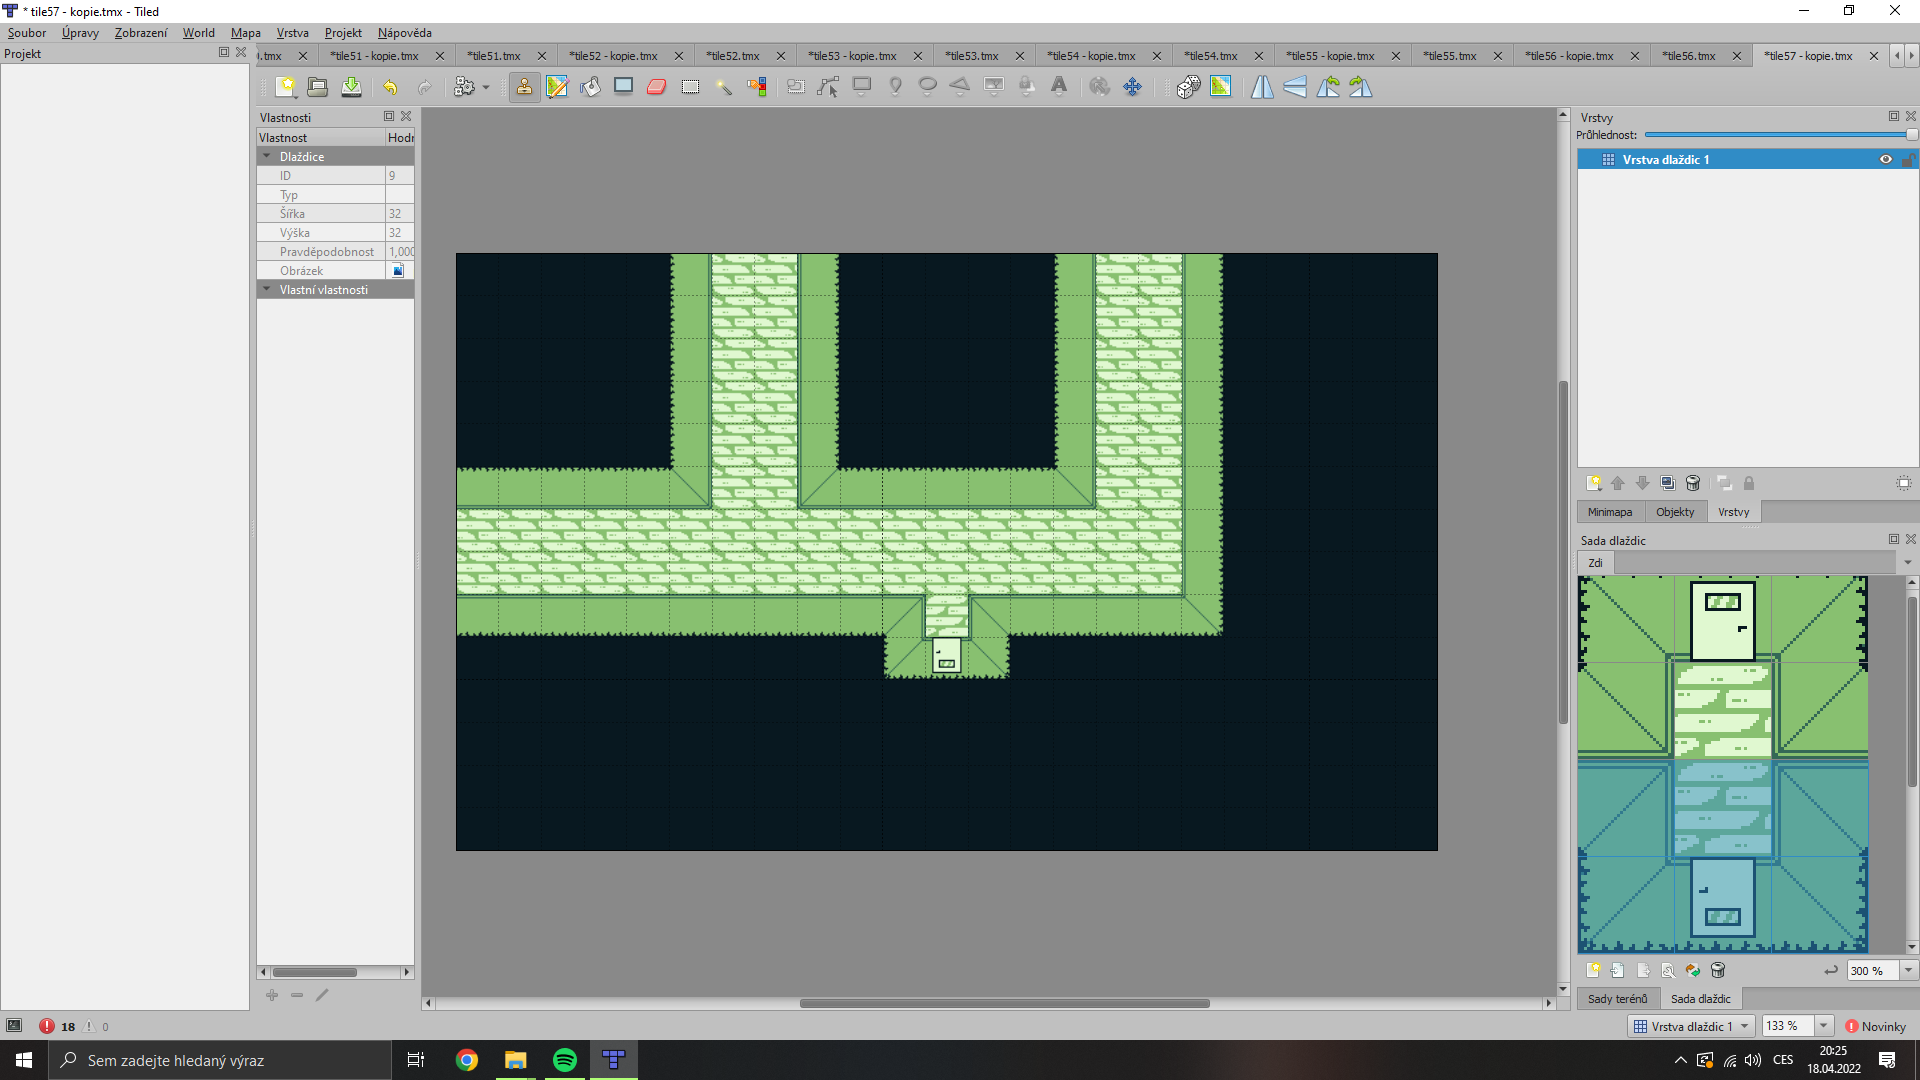 * tile57 - kopie.tmx - Tiled
Soubor Úpravy Zobrazení World Mapa Vrstva Projekt Nápověda
Projekt
.tmx *tile51 - kopie.tmx *tile51.tmx *tile52 - kopie.tmx *tile52.tmx *tile53 - kopie.tmx *tile53.tmx *tile54 - kopie.tmx *tile54.tmx *tile55 - kopie.tmx *tile55.tmx *tile56 - kopie.tmx *tile56.tmx *tile57 - kopie.tmx
Vlastnosti
Vlastnost Hodn
Dlaždice
ID 9
Typ
Šířka 32
Výška 32
Pravděpodobnost 1,000
Obrázek
Vlastní vlastnosti
Vrstvy
Průhlednost:
Vrstva dlaždic 1
Minimapa Objekty Vrstvy
Sada dlaždic
Zdi
300 %
Sady terénů Sada dlaždic
18 0
Vrstva dlaždic 1 133 % Novinky
Sem zadejte hledaný výraz
CES
20:25
18.04.2022